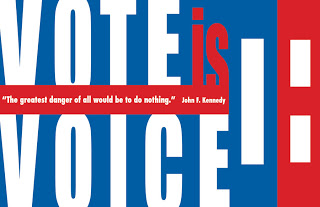 VOTE is
"The greatest danger of all would be to do nothing." John F. Kennedy
VOICE